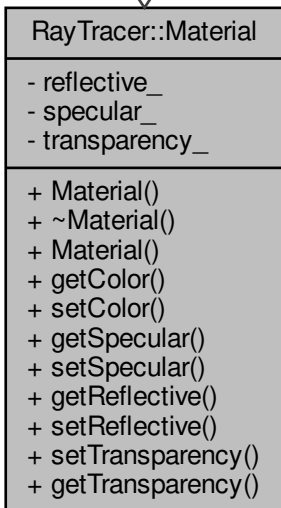 RayTracer::Material
- reflective_
- specular_
- transparency_
+ Material()
+ ~Material()
+ Material()
+ getColor()
+ setColor()
+ getSpecular()
+ setSpecular()
+ getReflective()
+ setReflective()
+ setTransparency()
+ getTransparency()